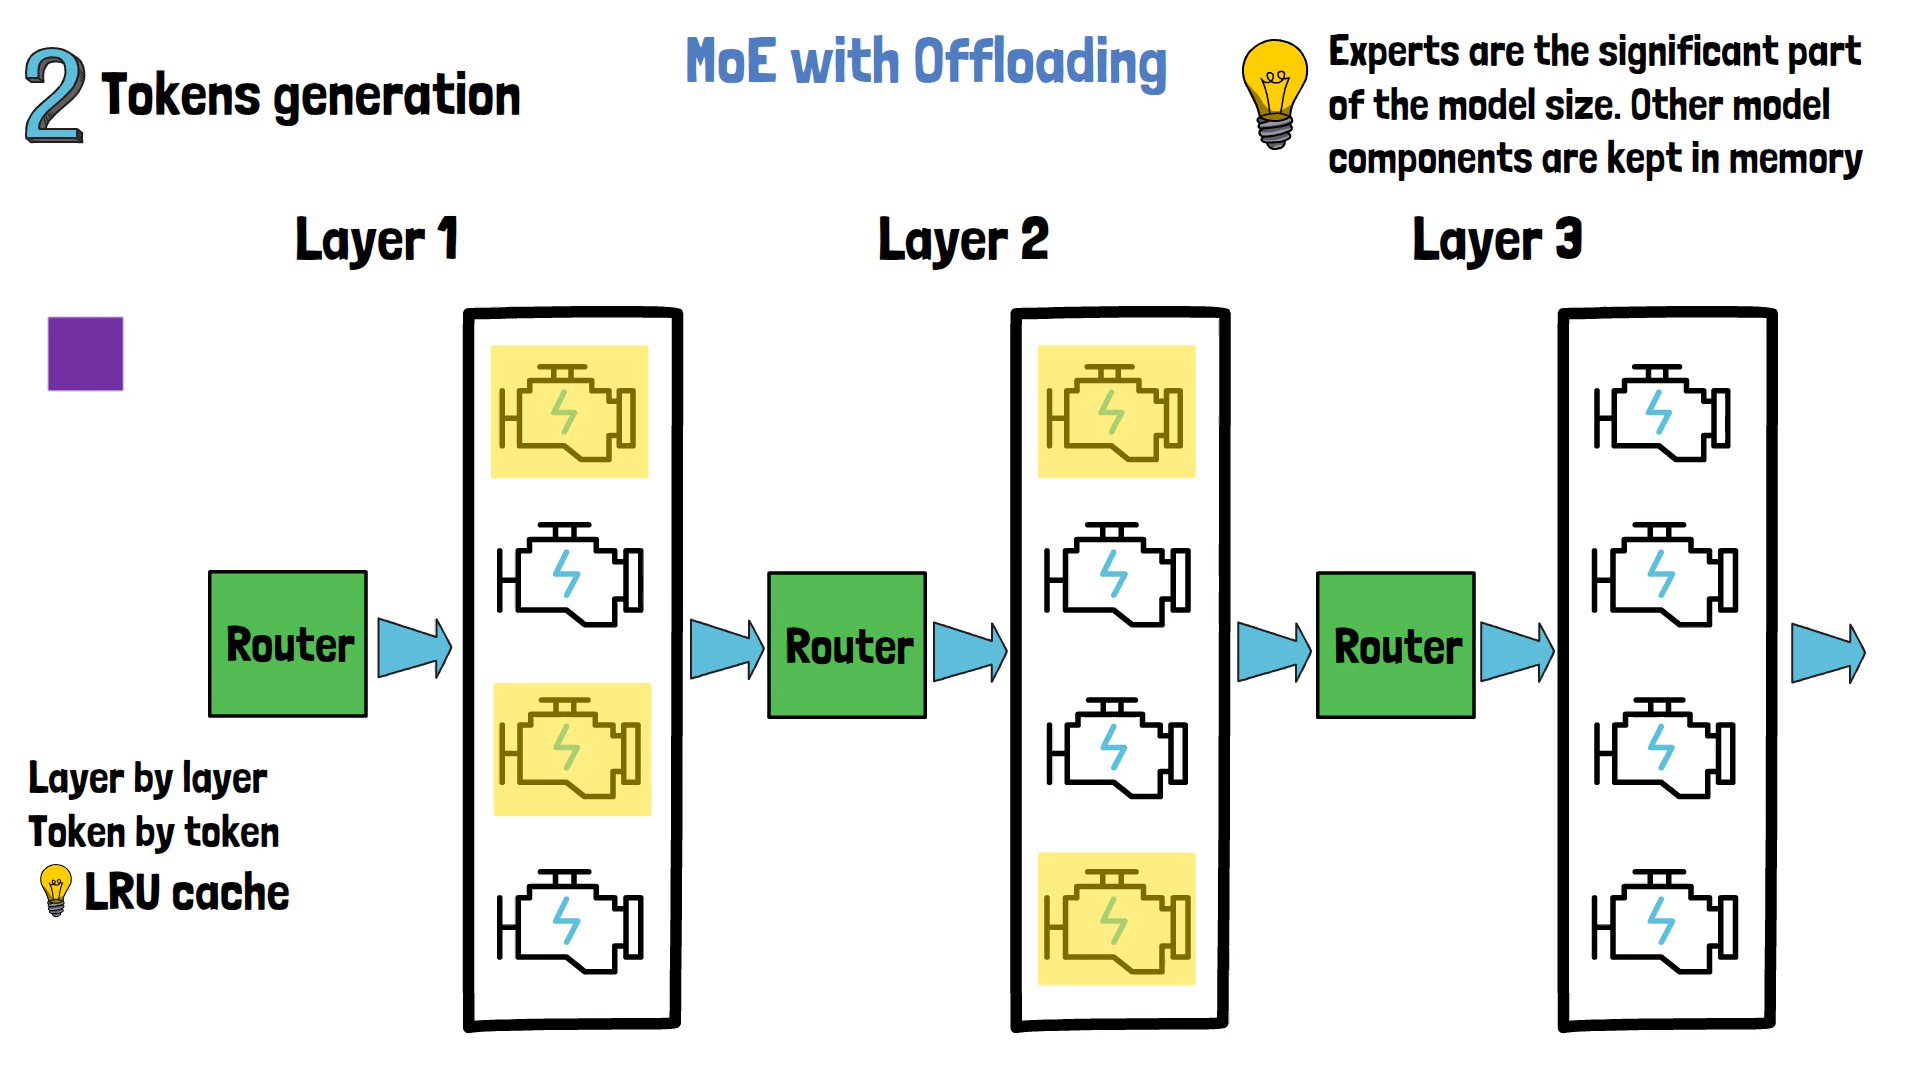 2 Tokens generation
MoE with Offloading
Experts are the significant part
of the model size. Other model
components are kept in memory
Layer 1
Layer 2
Layer 3
Router
Router
Router
Layer by layer
Token by token
LRU cache